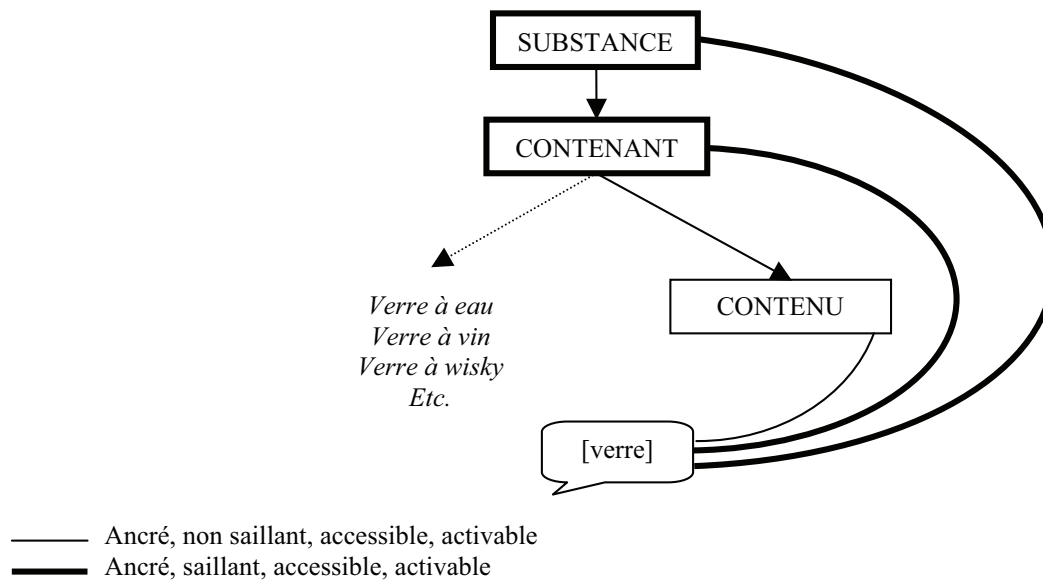 SUBSTANCE
CONTENANT
Verre à eau
Verre à vin
Verre à wisky
Etc.
CONTENU
[verre]
Ancré, non saillant, accessible, activable
Ancré, saillant, accessible, activable